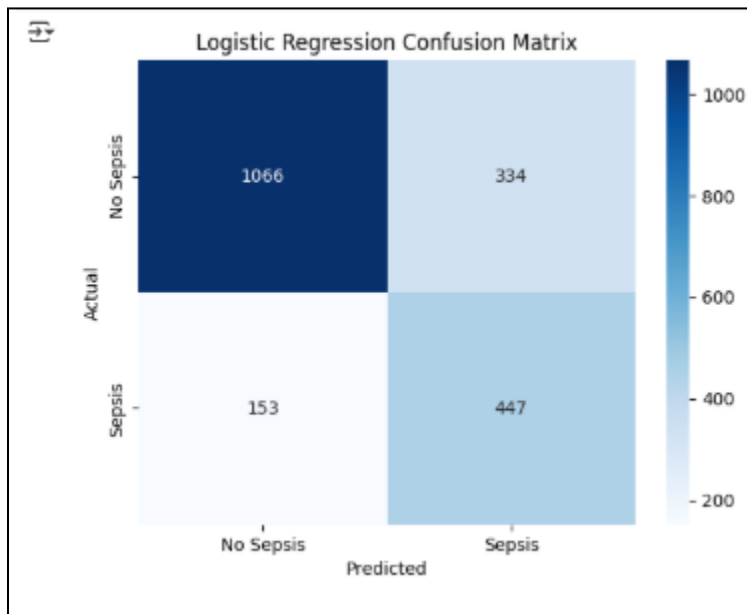 Logistic Regression Confusion Matrix
1000
No Sepsis
1066
334
800
Actual
600
Sepsis
153
447
400
200
No Sepsis
Sepsis
Predicted